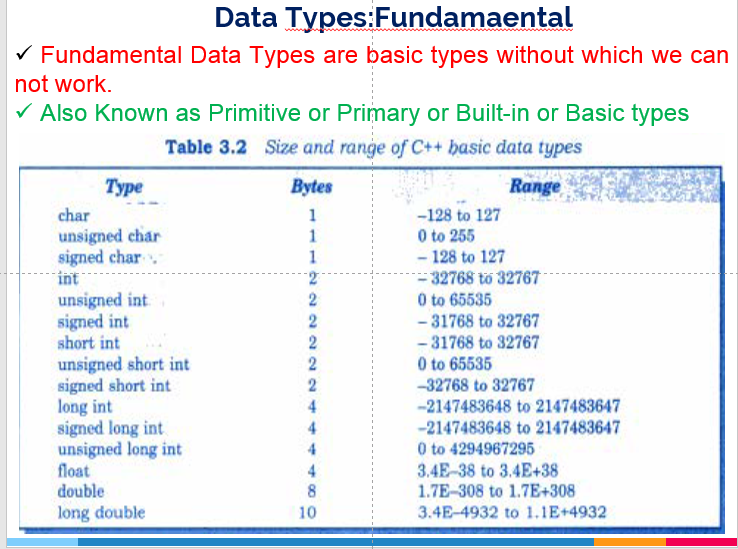 Data Types:Fundamaental
✓ Fundamental Data Types are basic types without which we can
not work.
✓ Also Known as Primitive or Primary or Built-in or Basic types
Table 3.2 Size and range of C++ basic data types
Type Bytes Range
char 1 –128 to 127
unsigned char 1 0 to 255
signed char 1 – 128 to 127
int 2 – 32768 to 32767
unsigned int 2 0 to 65535
signed int 2 – 31768 to 32767
short int 2 – 31768 to 32767
unsigned short int 2 0 to 65535
signed short int 2 –32768 to 32767
long int 4 –2147483648 to 2147483647
signed long int 4 –2147483648 to 2147483647
unsigned long int 4 0 to 4294967295
float 4 3.4E–38 to 3.4E+38
double 8 1.7E–308 to 1.7E+308
long double 10 3.4E–4932 to 1.1E+4932